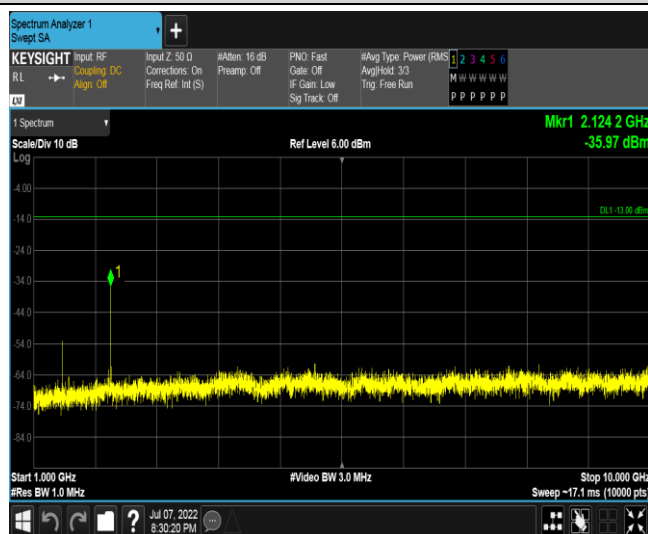 Spectrum Analyzer 1
Swept SA
+
KEYSIGHT
RL
LXI
Input: RF
Coupling: DC
Align: Off
Input Z: 50 Ω
Corrections: On
Freq Ref: Int (S)
#Atten: 16 dB
Preamp: Off
PNO: Fast
Gate: Off
IF Gain: Low
Sig Track: Off
#Avg Type: Power (RMS
Avg|Hold: 3/3
Trig: Free Run
1 2 3 4 5 6
M W W W W W
P P P P P P
1 Spectrum
Mkr1 2.124 2 GHz
Scale/Div 10 dB
Ref Level 6.00 dBm
-35.97 dBm
Log
-4.00
DL1 -13.00 dBm
-14.0
-24.0
1
-34.0
-44.0
-54.0
-64.0
-74.0
-84.0
Start 1.000 GHz
#Video BW 3.0 MHz
Stop 10.000 GHz
#Res BW 1.0 MHz
Sweep ~17.1 ms (10000 pts)
?
Jul 07, 2022
8:30:20 PM